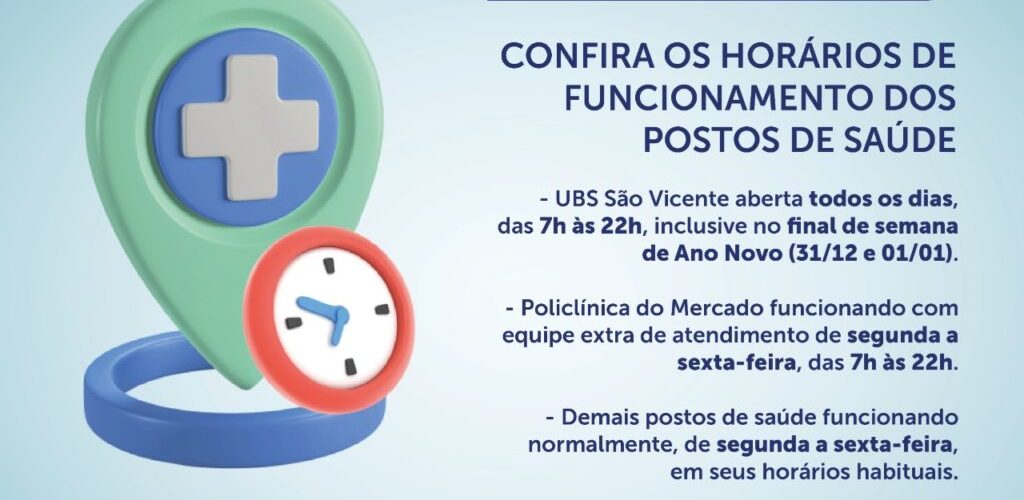 CONFIRA OS HORÁRIOS DE
FUNCIONAMENTO DOS
POSTOS DE SAÚDE
- UBS São Vicente aberta todos os dias,
das 7h às 22h, inclusive no final de semana
de Ano Novo (31/12 e 01/01).
- Policlínica do Mercado funcionando com
equipe extra de atendimento de segunda a
sexta-feira, das 7h às 22h.
- Demais postos de saúde funcionando
normalmente, de segunda a sexta-feira,
em seus horários habituais.